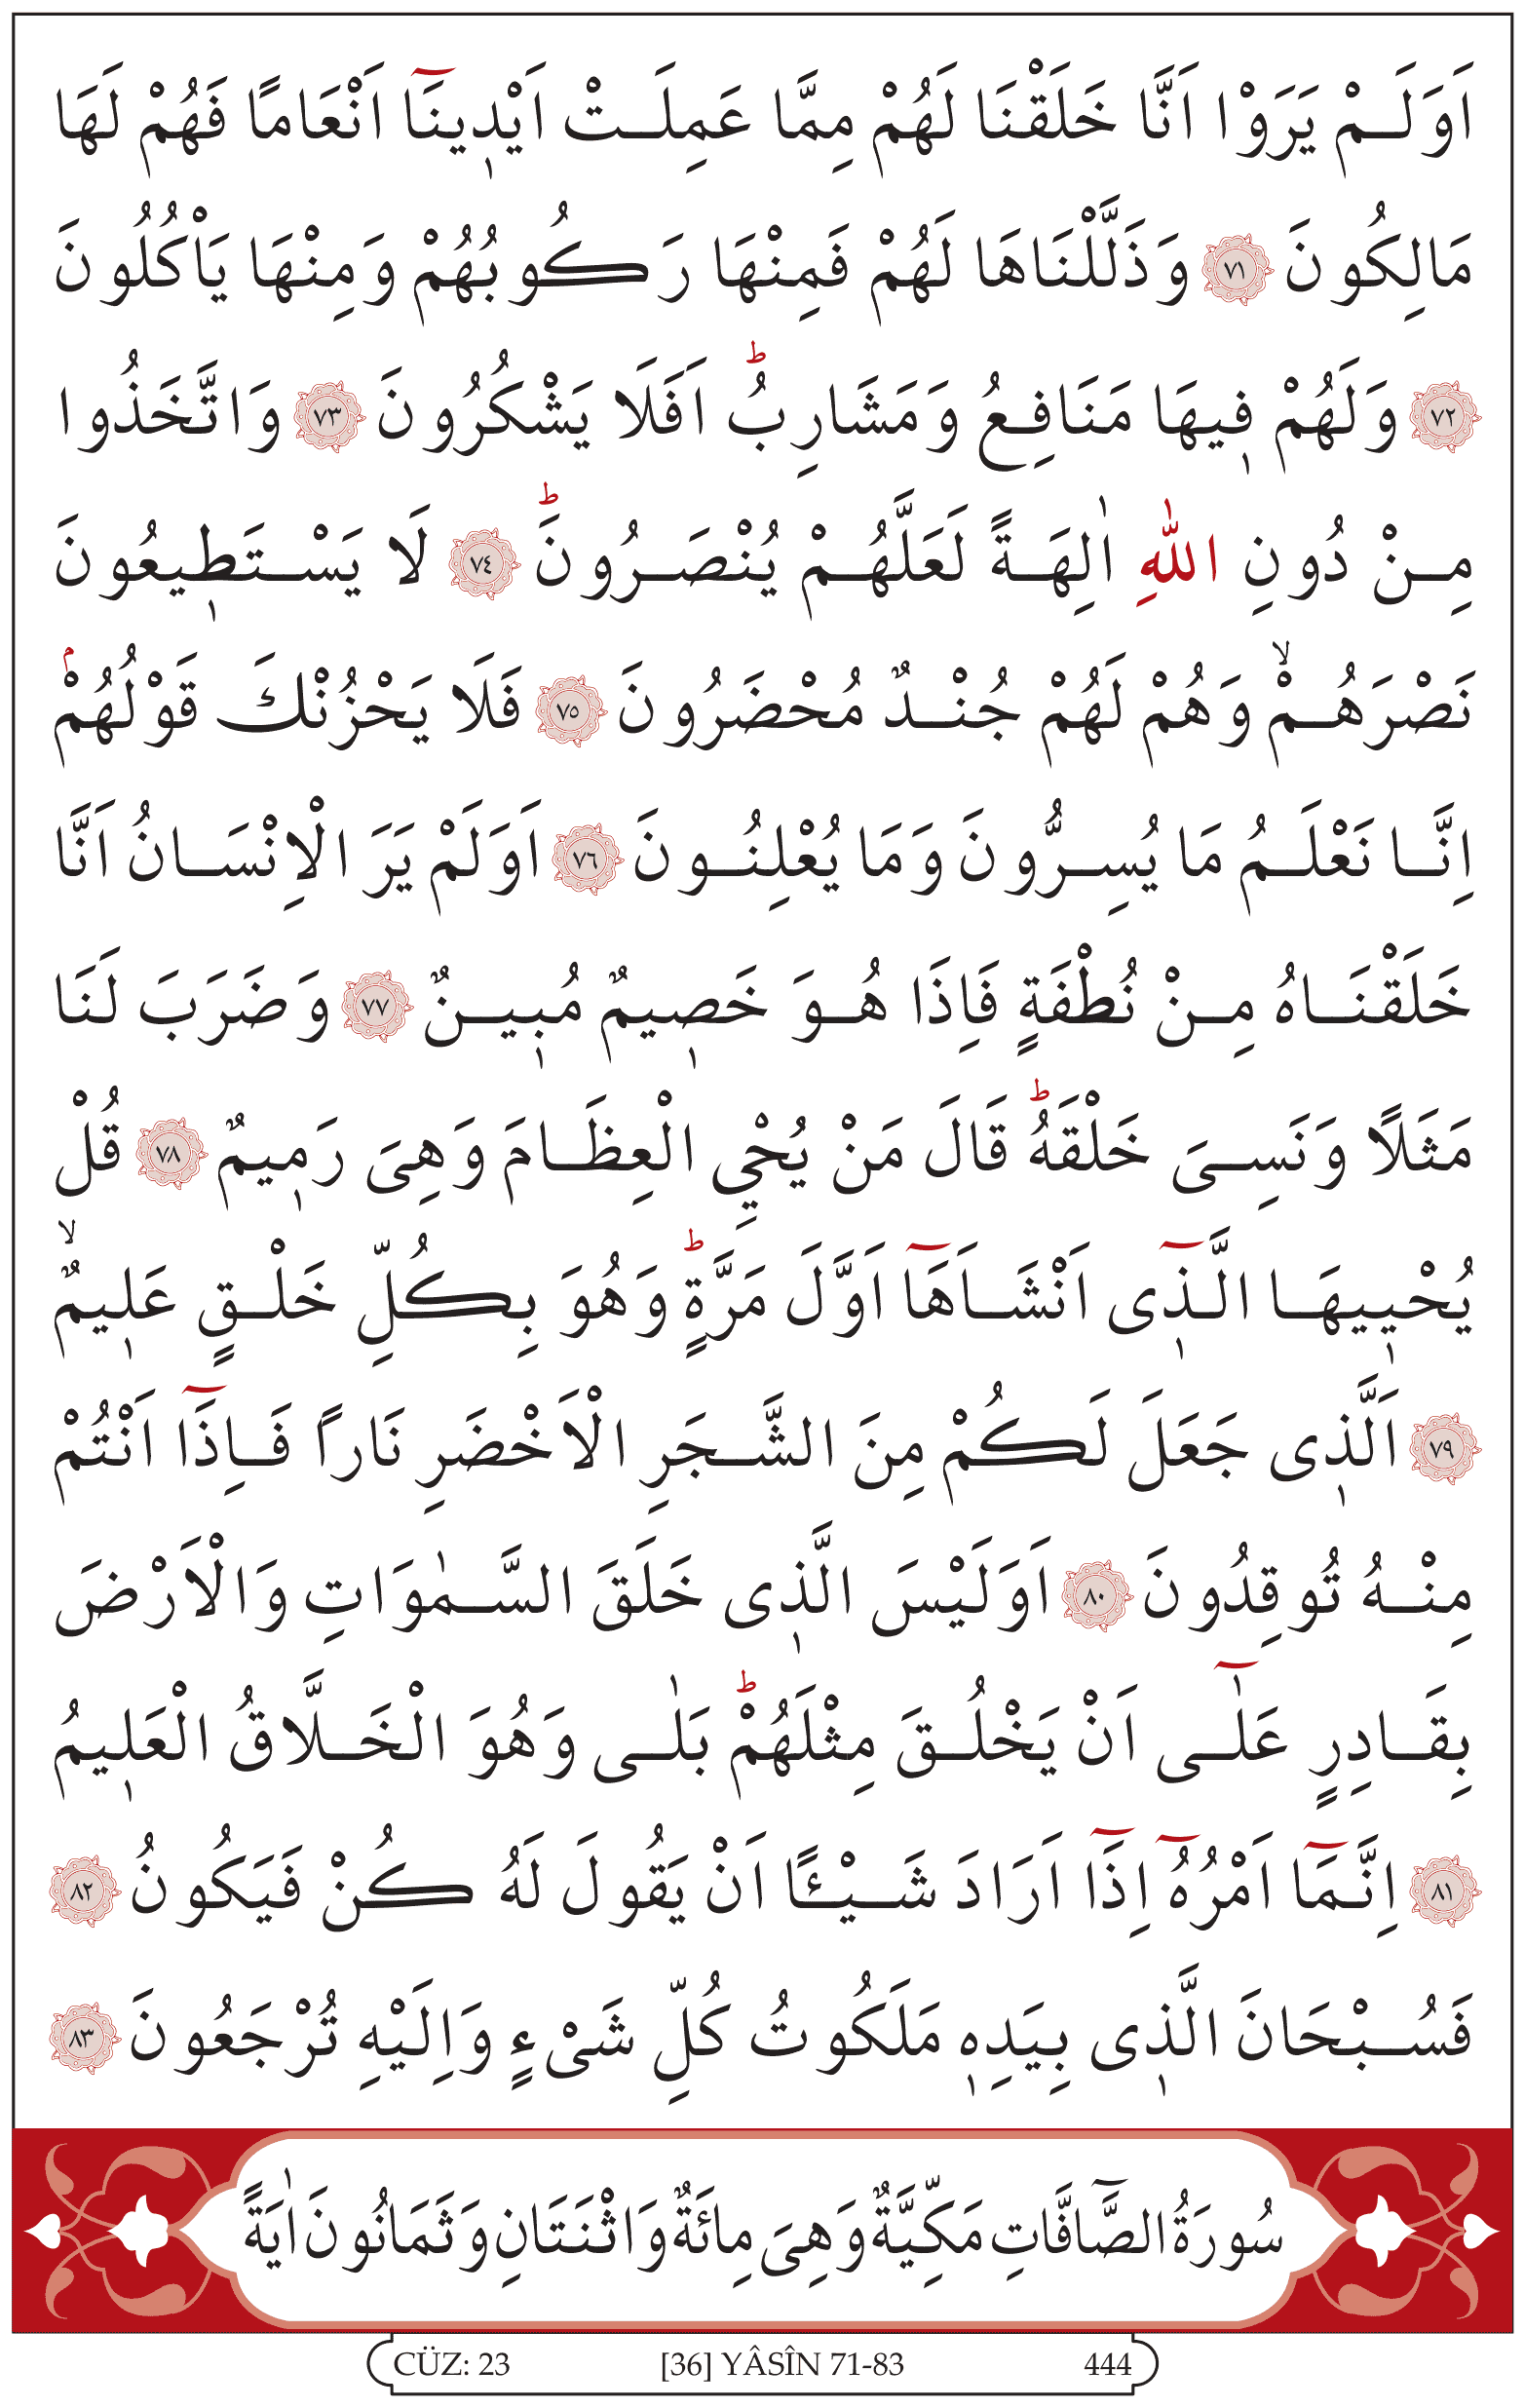 اَوَلَمْ يَرَوْا اَنَّا خَلَقْنَا لَهُمْ مِمَّا عَمِلَتْ اَيْد۪ينَٓا اَنْعَامًا فَهُمْ لَهَا
مَالِكُونَ ﴿٧١﴾ وَذَلَّلْنَاهَا لَهُمْ فَمِنْهَا رَكُوبُهُمْ وَمِنْهَا يَاْكُلُونَ
﴿٧٢﴾ وَلَهُمْ ف۪يهَا مَنَافِعُ وَمَشَارِبُۜ اَفَلَا يَشْكُرُونَ ﴿٧٣﴾ وَاتَّخَذُوا
مِنْ دُونِ اللّٰهِ اٰلِهَةً لَعَلَّهُمْ يُنْصَرُونَۜ ﴿٧٤﴾ لَا يَسْتَط۪يعُونَ
نَصْرَهُمْۙ وَهُمْ لَهُمْ جُنْدٌ مُحْضَرُونَ ﴿٧٥﴾ فَلَا يَحْزُنْكَ قَوْلُهُمْۢ
اِنَّا نَعْلَمُ مَا يُسِرُّونَ وَمَا يُعْلِنُونَ ﴿٧٦﴾ اَوَلَمْ يَرَ الْاِنْسَانُ اَنَّا
خَلَقْنَاهُ مِنْ نُطْفَةٍ فَاِذَا هُوَ خَص۪يمٌ مُب۪ينٌ ﴿٧٧﴾ وَضَرَبَ لَنَا
مَثَلًا وَنَسِىَ خَلْقَهُۜ قَالَ مَنْ يُحْيِ الْعِظَامَ وَهِىَ رَم۪يمٌ ﴿٧٨﴾ قُلْ
يُحْي۪يهَا الَّذ۪ٓى اَنْشَاَهَٓا اَوَّلَ مَرَّةٍۜ وَهُوَ بِكُلِّ خَلْقٍ عَل۪يمٌۙ
﴿٧٩﴾ اَلَّذ۪ى جَعَلَ لَكُمْ مِنَ الشَّجَرِ الْاَخْضَرِ نَاراً فَاِذَٓا اَنْتُمْ
مِنْهُ تُوقِدُونَ ﴿٨٠﴾ اَوَلَيْسَ الَّذ۪ى خَلَقَ السَّمٰوَاتِ وَالْاَرْضَ
بِقَادِرٍ عَلٰٓى اَنْ يَخْلُقَ مِثْلَهُمْۜ بَلٰى وَهُوَ الْخَلَّاقُ الْعَل۪يمُ
﴿٨١﴾ اِنَّمَٓا اَمْرُهُٓ اِذَٓا اَرَادَ شَيْـًٔا اَنْ يَقُولَ لَهُ كُنْ فَيَكُونُ ﴿٨٢﴾
فَسُبْحَانَ الَّذ۪ى بِيَدِه۪ مَلَكُوتُ كُلِّ شَىْءٍ وَاِلَيْهِ تُرْجَعُونَ ﴿٨٣﴾
سُورَةُ الصَّٓافَّاتِ مَكِّيَّةٌ وَهِىَ مِائَةٌ وَاثْنَتَانِ وَثَمَانُونَ اٰيَةً
CÜZ: 23 [36] YÂSÎN 71-83 444